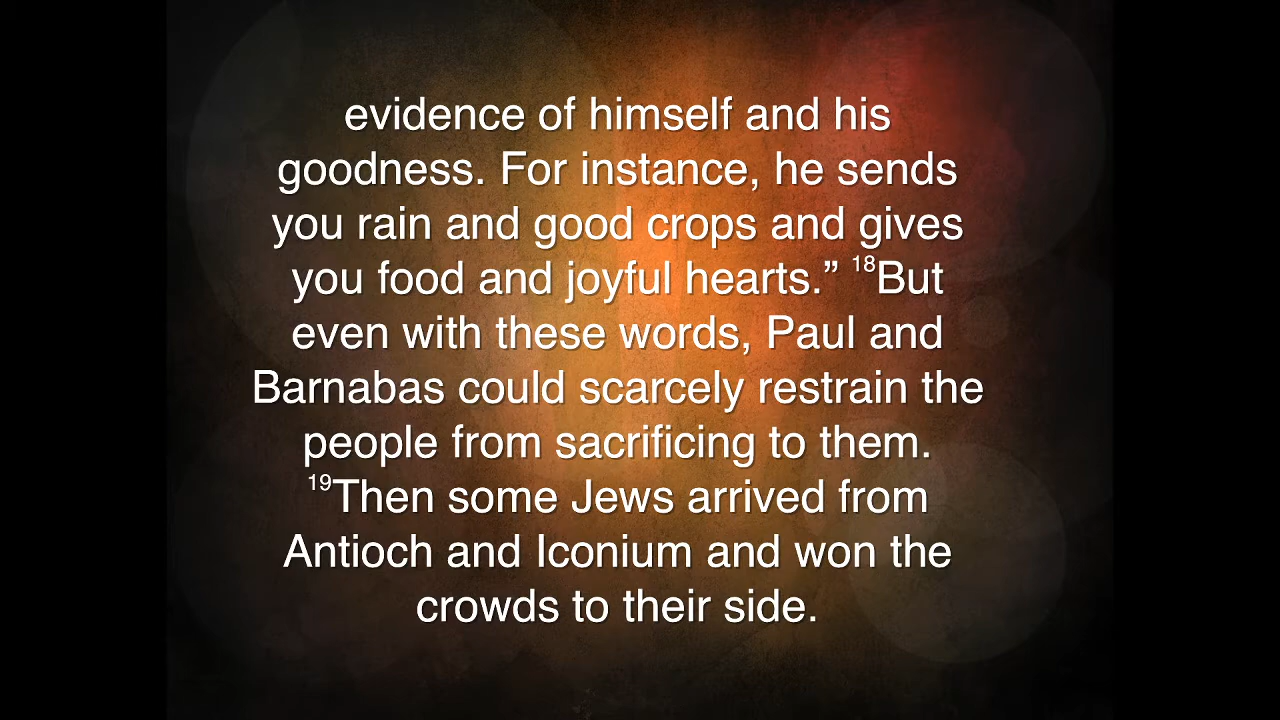 evidence of himself and his
goodness. For instance, he sends
you rain and good crops and gives
you food and joyful hearts.” 18But
even with these words, Paul and
Barnabas could scarcely restrain the
people from sacrificing to them.
19Then some Jews arrived from
Antioch and Iconium and won the
crowds to their side.